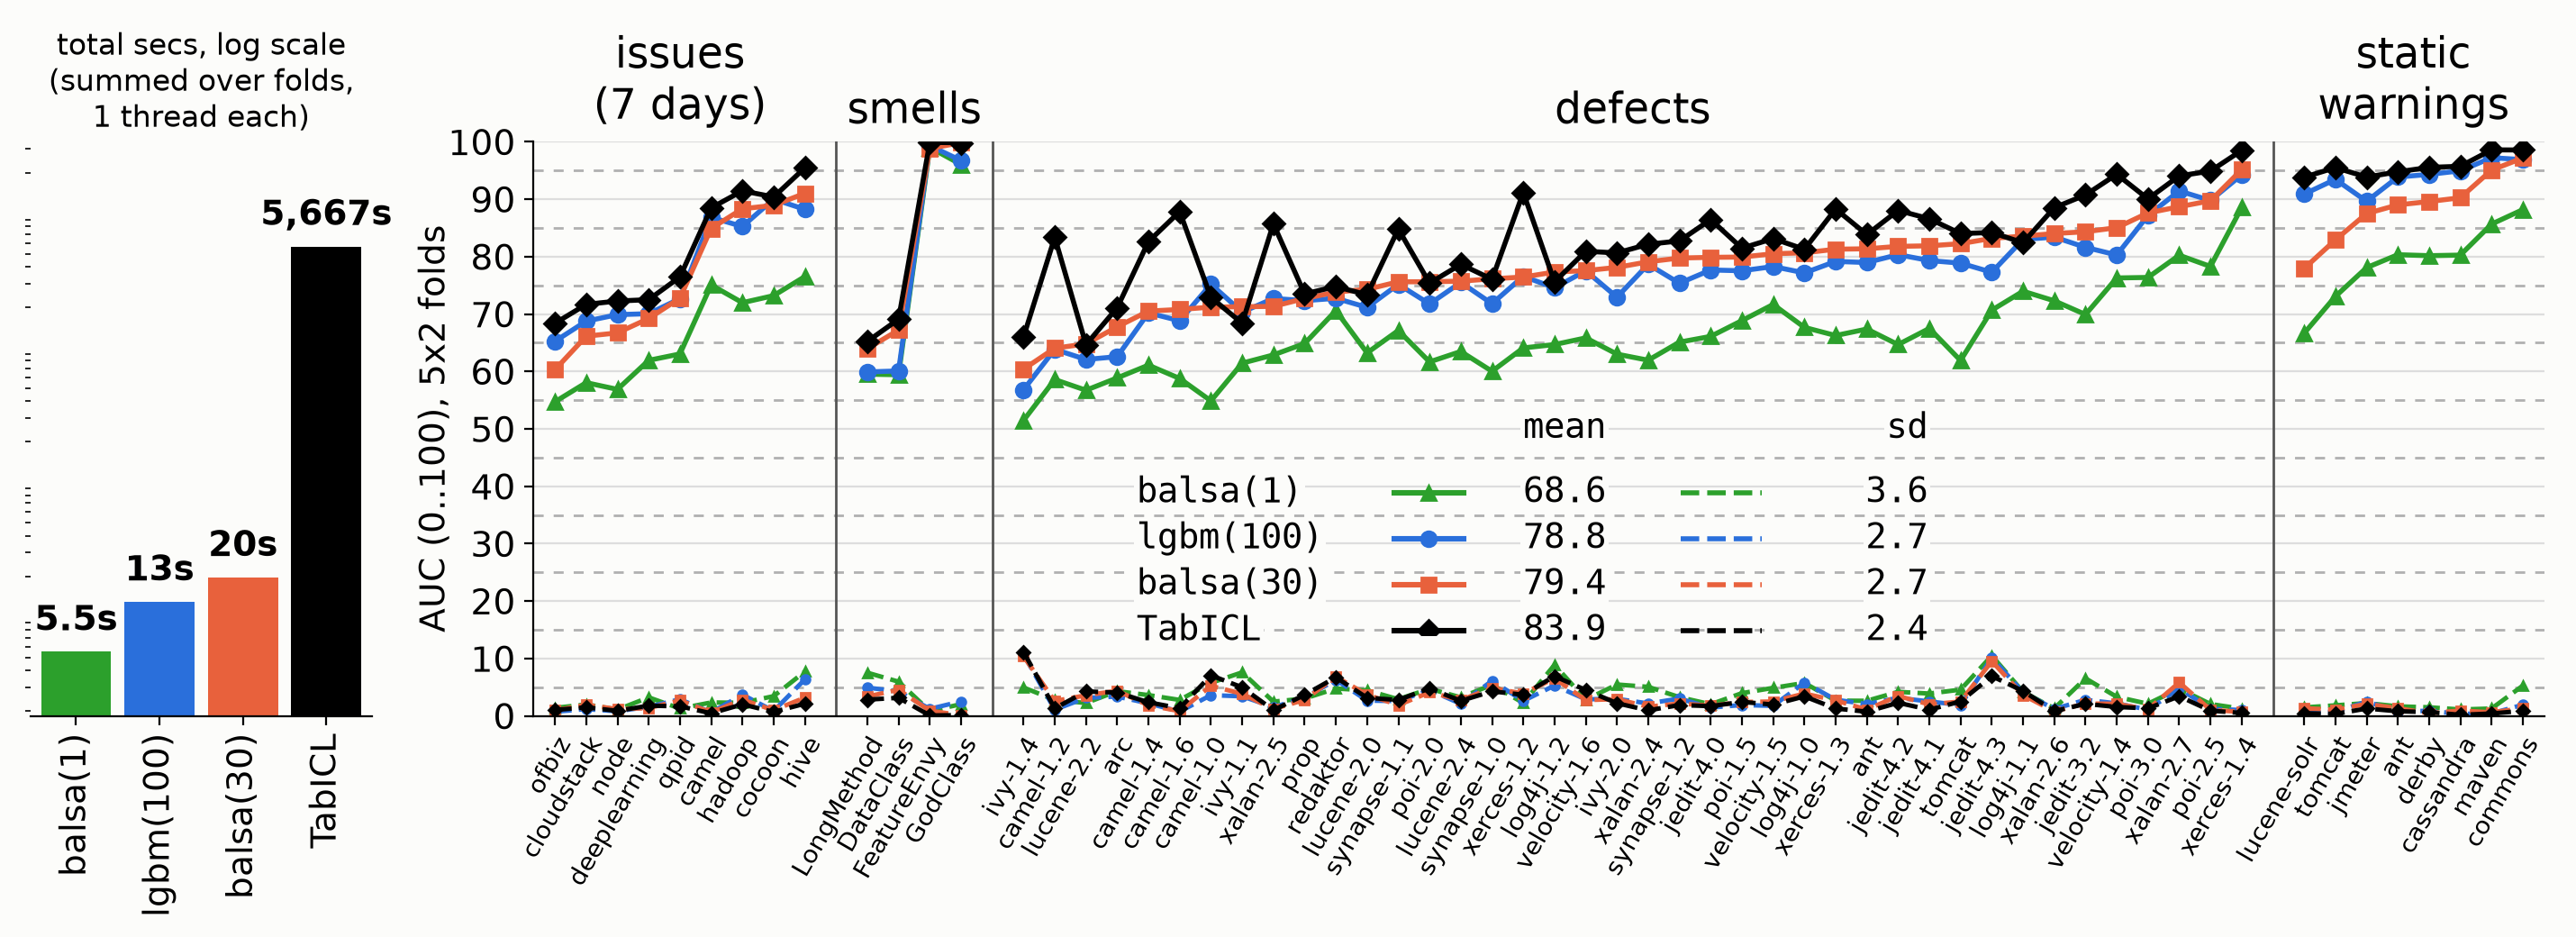 total secs, log scale
(summed over folds,
1 thread each)
5.5s
13s
20s
5,667s
balsa(1)
lgbm(100)
balsa(30)
TabICL
issues
(7 days)
smells
defects
static
warnings
AUC (0..100), 5x2 folds
100
90
80
70
60
50
40
30
20
10
0
mean sd
balsa(1) 68.6 3.6
lgbm(100) 78.8 2.7
balsa(30) 79.4 2.7
TabICL 83.9 2.4
ofbiz
cloudstack
node
deeplearning
qpid
camel
hadoop
cocoon
hive
LongMethod
DataClass
FeatureEnvy
GodClass
ivy-1.4
camel-1.2
lucene-2.2
arc
camel-1.4
camel-1.6
camel-1.0
ivy-1.1
xalan-2.5
prop
redaktor
lucene-2.0
synapse-1.1
poi-2.0
lucene-2.4
synapse-1.0
xerces-1.2
log4j-1.2
velocity-1.6
ivy-2.0
xalan-2.4
synapse-1.2
jedit-4.0
poi-1.5
velocity-1.5
log4j-1.0
xerces-1.3
ant
jedit-4.2
jedit-4.1
tomcat
jedit-4.3
log4j-1.1
xalan-2.6
jedit-3.2
velocity-1.4
poi-3.0
xalan-2.7
poi-2.5
xerces-1.4
lucene-solr
tomcat
jmeter
ant
derby
cassandra
maven
commons